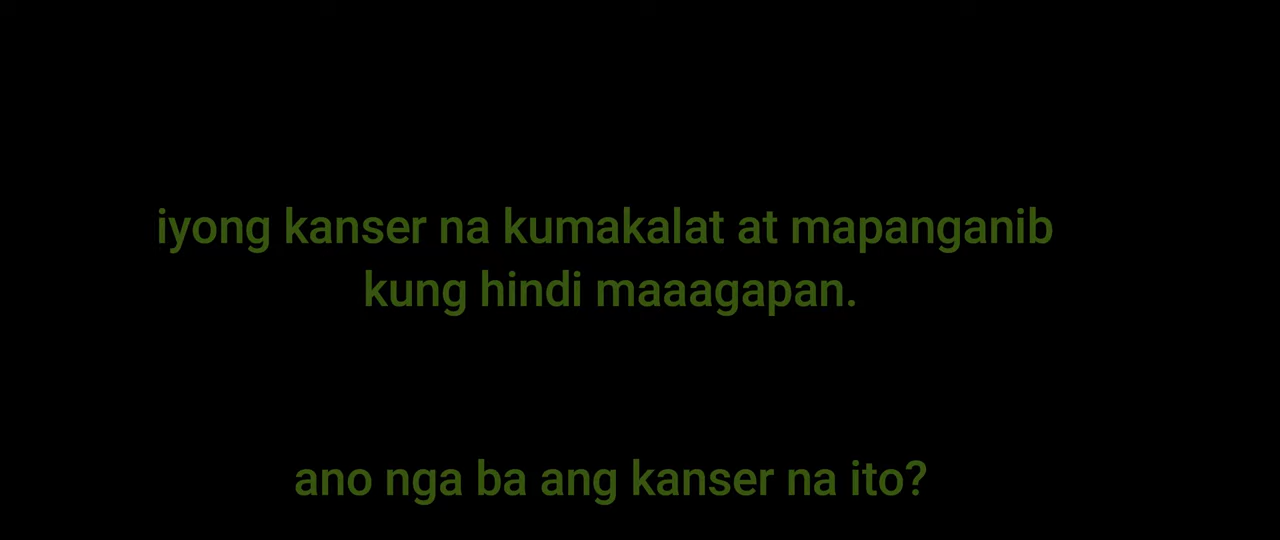 iyong kanser na kumakalat at mapanganib
kung hindi maaagapan.
ano nga ba ang kanser na ito?